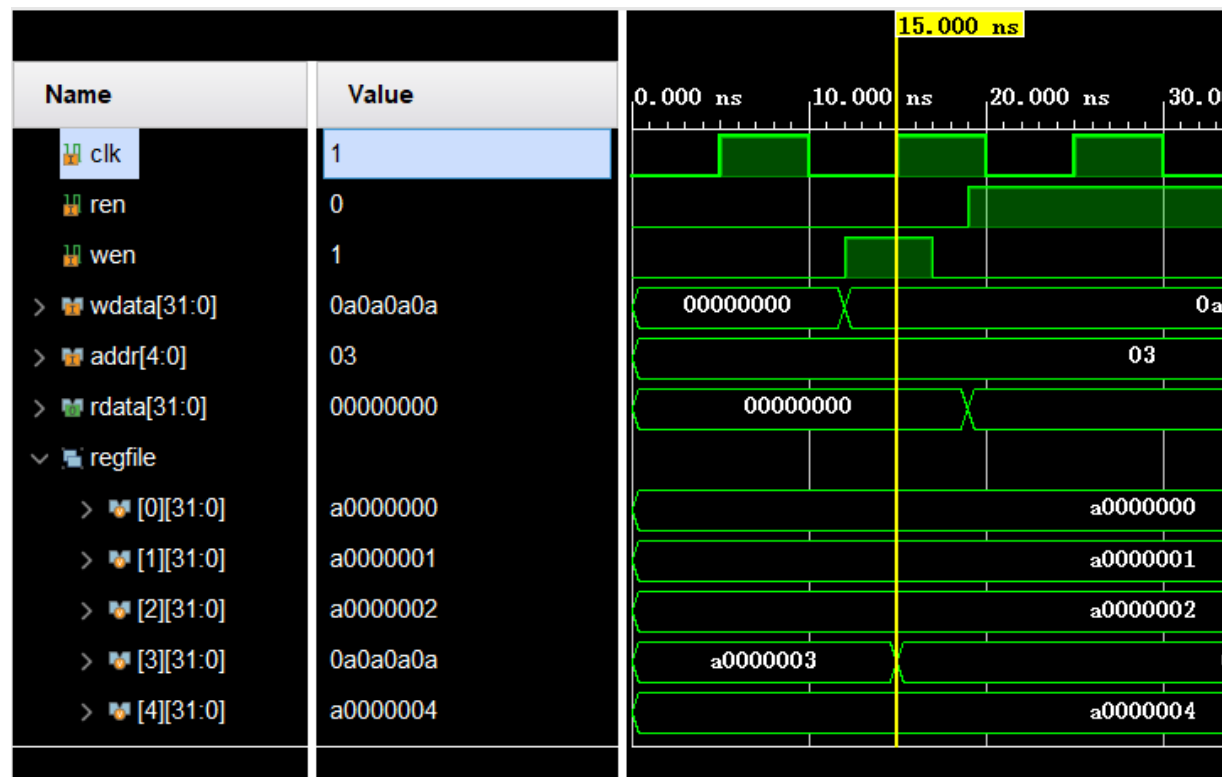 15.000 ns
Name Value 0.000 ns 10.000 ns 20.000 ns 30.0
clk 1
ren 0
wen 1
wdata[31:0] 0a0a0a0a 00000000 0a
addr[4:0] 03 03
rdata[31:0] 00000000 00000000
regfile
[0][31:0] a0000000 a0000000
[1][31:0] a0000001 a0000001
[2][31:0] a0000002 a0000002
[3][31:0] 0a0a0a0a a0000003
[4][31:0] a0000004 a0000004